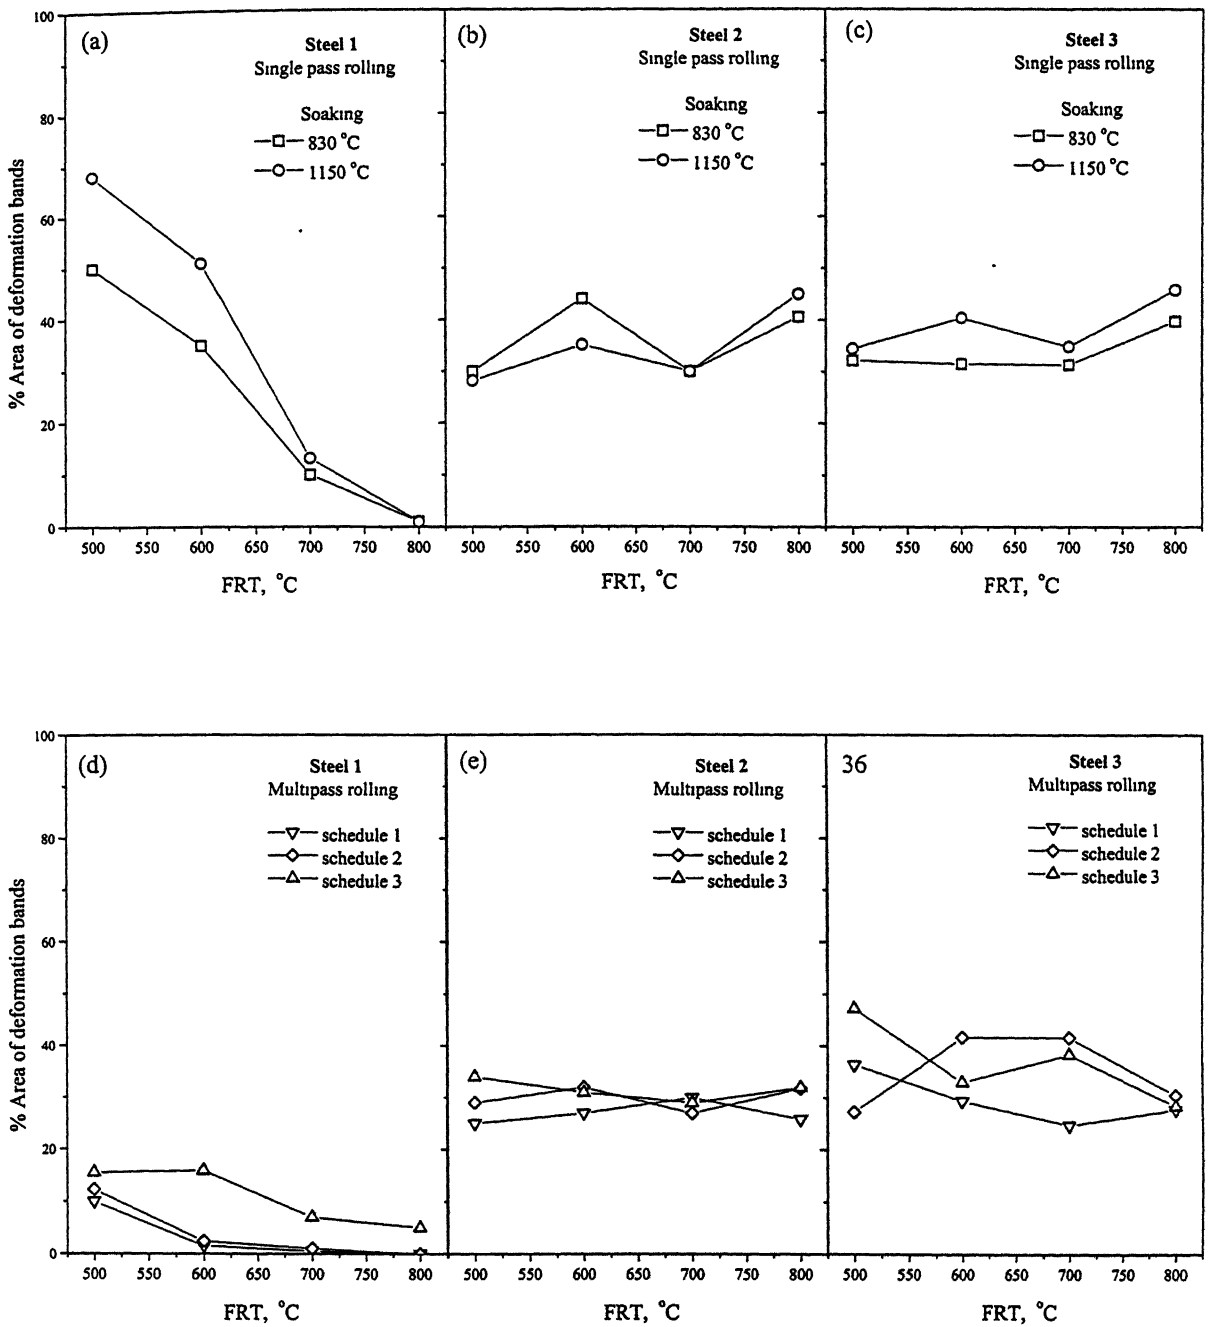 (a)
Steel 1
Single pass rolling
Soaking
830 °C
1150 °C
(b)
Steel 2
Single pass rolling
Soaking
830 °C
1150 °C
(c)
Steel 3
Single pass rolling
Soaking
830 °C
1150 °C
% Area of deformation bands
100
80
60
40
20
0
500 550 600 650 700 750 800
500 550 600 650 700 750 800
500 550 600 650 700 750 800
FRT, °C
FRT, °C
FRT, °C
(d)
Steel 1
Multipass rolling
schedule 1
schedule 2
schedule 3
(e)
Steel 2
Multipass rolling
schedule 1
schedule 2
schedule 3
36
Steel 3
Multipass rolling
schedule 1
schedule 2
schedule 3
% Area of deformation bands
100
80
60
40
20
0
500 550 600 650 700 750 800
500 550 600 650 700 750 800
500 550 600 650 700 750 800
FRT, °C
FRT, °C
FRT, °C